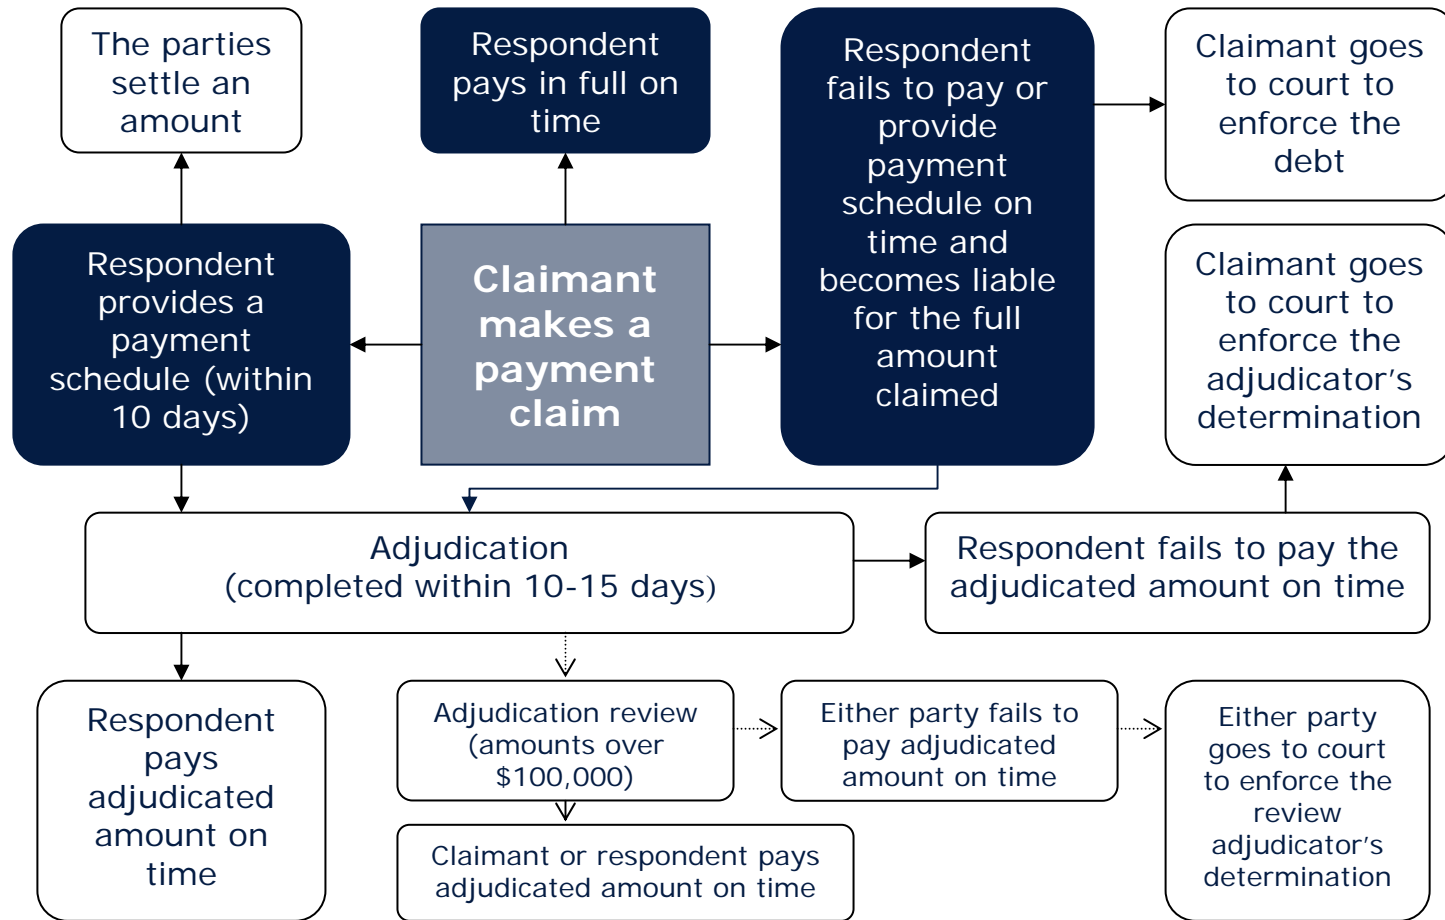 The parties
settle an
amount
Respondent
pays in full on
time
Respondent
fails to pay or
provide
payment
schedule on
time and
becomes liable
for the full
amount
claimed
Claimant goes
to court to
enforce the
debt
Respondent
provides a
payment
schedule (within
10 days)
Claimant
makes a
payment
claim
Claimant goes
to court to
enforce the
adjudicator’s
determination
Adjudication
(completed within 10-15 days)
Respondent fails to pay the
adjudicated amount on time
Respondent
pays
adjudicated
amount on
time
Adjudication review
(amounts over
$100,000)
Either party fails to
pay adjudicated
amount on time
Either party
goes to court
to enforce the
review
adjudicator’s
determination
Claimant or respondent pays
adjudicated amount on time